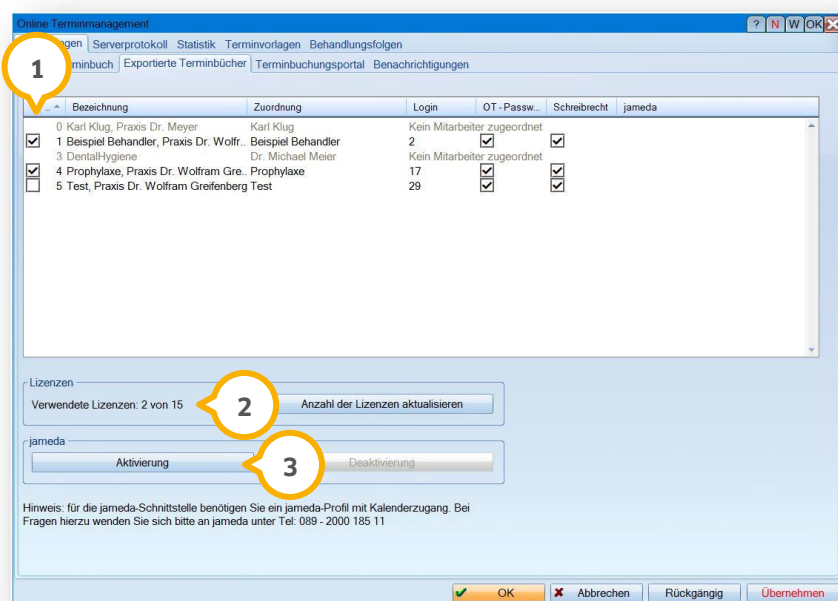 Online Terminmanagement ? N W OK
gen Serverprotokoll Statistik Terminvorlagen Behandlungsfolgen
1
minbuch Exportierte Terminbücher Terminbuchungsportal Benachrichtigungen
... Bezeichnung Zuordnung Login OT-Passw... Schreibrecht jameda
0 Karl Klug, Praxis Dr. Meyer Karl Klug Kein Mitarbeiter zugeordnet
1 Beispiel Behandler, Praxis Dr. Wolfr.. Beispiel Behandler 2
3 DentalHygiene Dr. Michael Meier Kein Mitarbeiter zugeordnet
4 Prophylaxe, Praxis Dr. Wolfram Gre.. Prophylaxe 17
5 Test, Praxis Dr. Wolfram Greifenberg Test 29
Lizenzen
Verwendete Lizenzen: 2 von 15 2 Anzahl der Lizenzen aktualisieren
jameda
Aktivierung 3 Deaktivierung
Hinweis: für die jameda-Schnittstelle benötigen Sie ein jameda-Profil mit Kalenderzugang. Bei
Fragen hierzu wenden Sie sich bitte an jameda unter Tel: 089 - 2000 185 11
OK Abbrechen Rückgängig Übernehmen